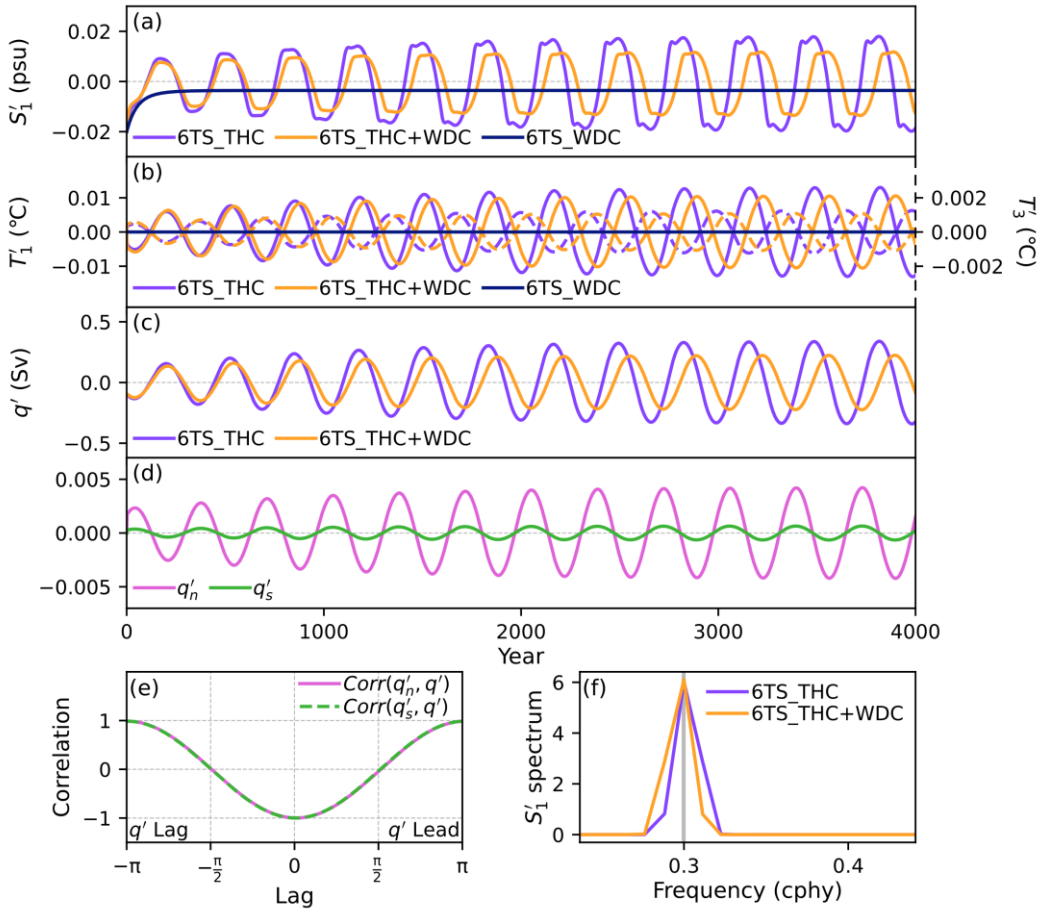 (a)
S′₁ (psu)
0.02
0.00
−0.02
6TS_THC 6TS_THC+WDC 6TS_WDC
(b)
T′₁ (°C)
0.01
0.00
−0.01
0.002
0.000
−0.002
T′₃ (°C)
6TS_THC 6TS_THC+WDC 6TS_WDC
(c)
q′ (Sv)
0.5
0.0
−0.5
6TS_THC 6TS_THC+WDC
(d)
0.005
0.000
−0.005
q′ₙ q′ₛ
0 1000 2000 3000 4000
Year
(e)
Corr(q′ₙ, q′)
Corr(q′ₛ, q′)
Correlation
1
0
−1
q′ Lag q′ Lead
−π −π/2 0 π/2 π
Lag
(f)
6TS_THC
6TS_THC+WDC
S′₁ spectrum
6
4
2
0
0.3 0.4
Frequency (cphy)